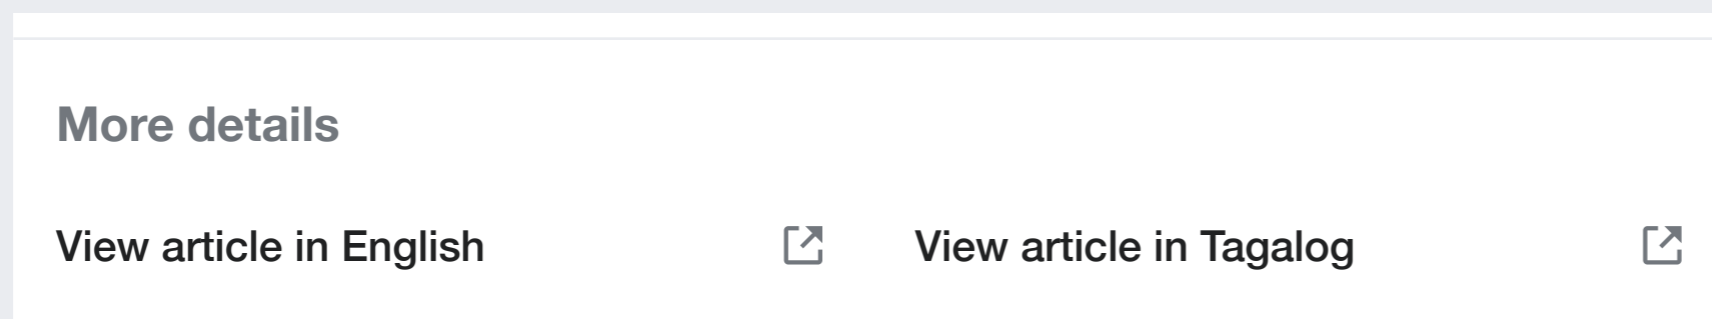 More details
View article in English
View article in Tagalog